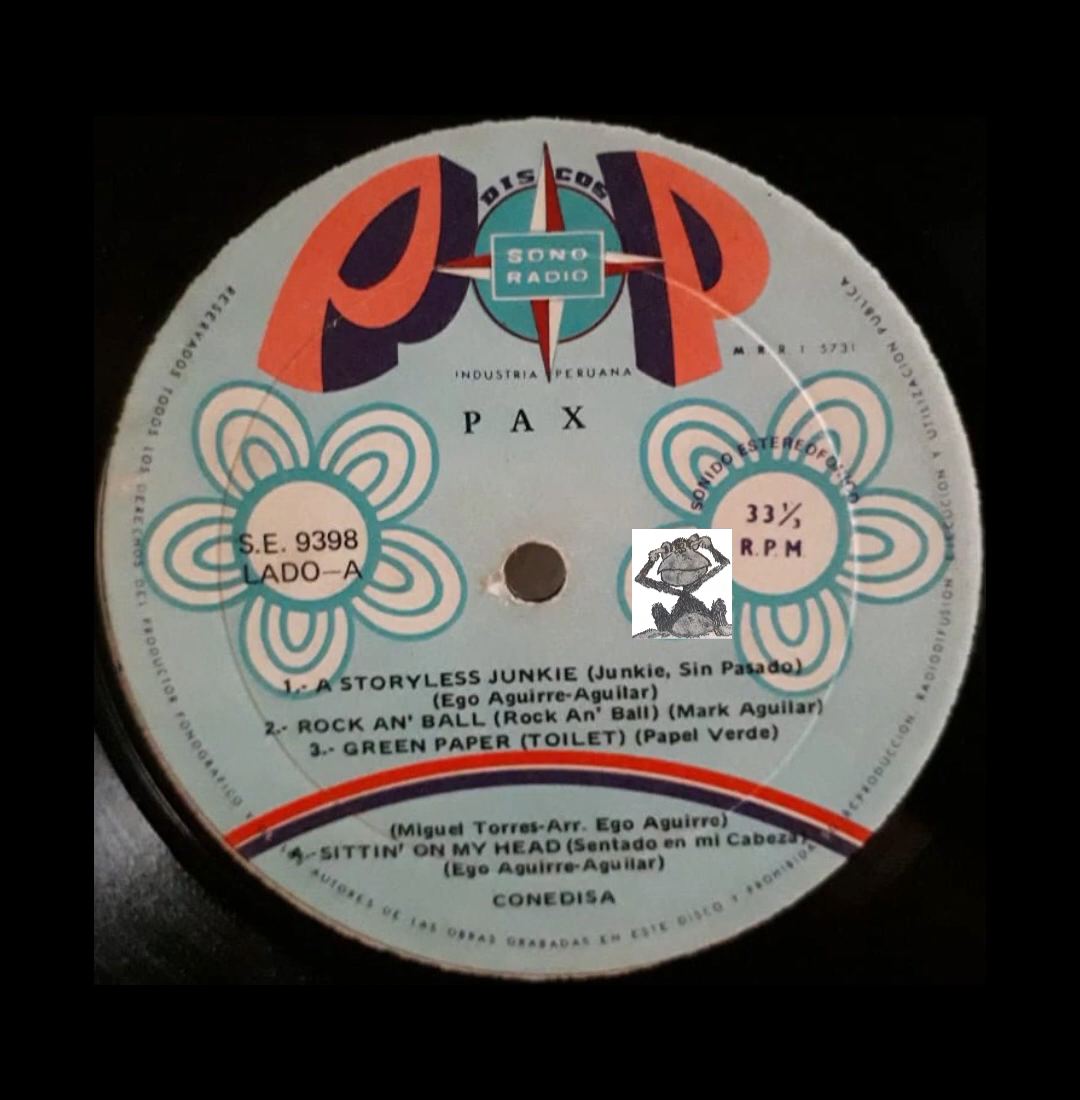 POP
DISCOS
SONO
RADIO
INDUSTRIA PERUANA
M. R. R. I 5731
PAX
SONIDO ESTEREOFONICO
33⅓
R.P.M
S.E. 9398
LADO—A
1.- A STORYLESS JUNKIE (Junkie, Sin Pasado)
(Ego Aguirre-Aguilar)
2.- ROCK AN' BALL (Rock An' Ball) (Mark Aguilar)
3.- GREEN PAPER (TOILET) (Papel Verde)
(Miguel Torres-Arr. Ego Aguirre)
4.- SITTIN' ON MY HEAD (Sentado en mi Cabeza)
(Ego Aguirre-Aguilar)
CONEDISA
RESERVADOS TODOS LOS DERECHOS DEL PRODUCTOR FONOGRAFICO Y AUTORES DE LAS OBRAS GRABADAS EN ESTE DISCO Y PROHIBIDA REPRODUCCION, RADIODIFUSION EJECUCION Y UTILIZACION PUBLICA